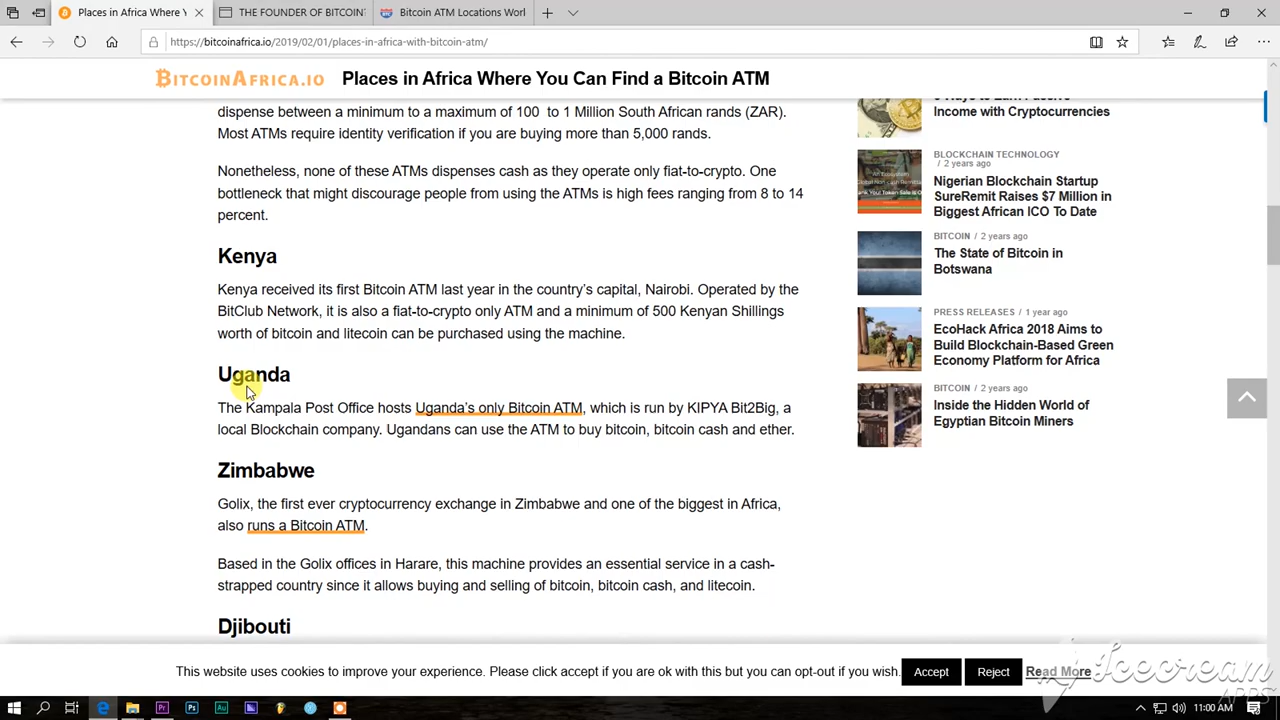 Places in Africa Where Y
THE FOUNDER OF BITCOIN
Bitcoin ATM Locations Worl
https://bitcoinafrica.io/2019/02/01/places-in-africa-with-bitcoin-atm/
BITCOINAFRICA.IO
Places in Africa Where You Can Find a Bitcoin ATM
dispense between a minimum to a maximum of 100 to 1 Million South African rands (ZAR).
Most ATMs require identity verification if you are buying more than 5,000 rands.
Nonetheless, none of these ATMs dispenses cash as they operate only fiat-to-crypto. One
bottleneck that might discourage people from using the ATMs is high fees ranging from 8 to 14
percent.
Kenya
Kenya received its first Bitcoin ATM last year in the country's capital, Nairobi. Operated by the
BitClub Network, it is also a fiat-to-crypto only ATM and a minimum of 500 Kenyan Shillings
worth of bitcoin and litecoin can be purchased using the machine.
Uganda
The Kampala Post Office hosts Uganda's only Bitcoin ATM, which is run by KIPYA Bit2Big, a
local Blockchain company. Ugandans can use the ATM to buy bitcoin, bitcoin cash and ether.
Zimbabwe
Golix, the first ever cryptocurrency exchange in Zimbabwe and one of the biggest in Africa,
also runs a Bitcoin ATM.
Based in the Golix offices in Harare, this machine provides an essential service in a cash-
strapped country since it allows buying and selling of bitcoin, bitcoin cash, and litecoin.
Djibouti
Income with Cryptocurrencies
BLOCKCHAIN TECHNOLOGY
/ 2 years ago
Nigerian Blockchain Startup
SureRemit Raises $7 Million in
Biggest African ICO To Date
BITCOIN / 2 years ago
The State of Bitcoin in
Botswana
PRESS RELEASES / 1 year ago
EcoHack Africa 2018 Aims to
Build Blockchain-Based Green
Economy Platform for Africa
BITCOIN / 2 years ago
Inside the Hidden World of
Egyptian Bitcoin Miners
This website uses cookies to improve your experience. Please click accept if you are ok with this but you can opt-out if you wish.
Accept
Reject
Read More
Icecream
APPS
11:00 AM